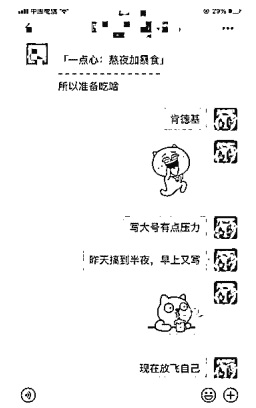 中国电信
29%
「一点心：熬夜加暴食」
所以准备吃啥
肯德基
写大号有点压力
昨天搞到半夜，早上又写
现在放飞自己